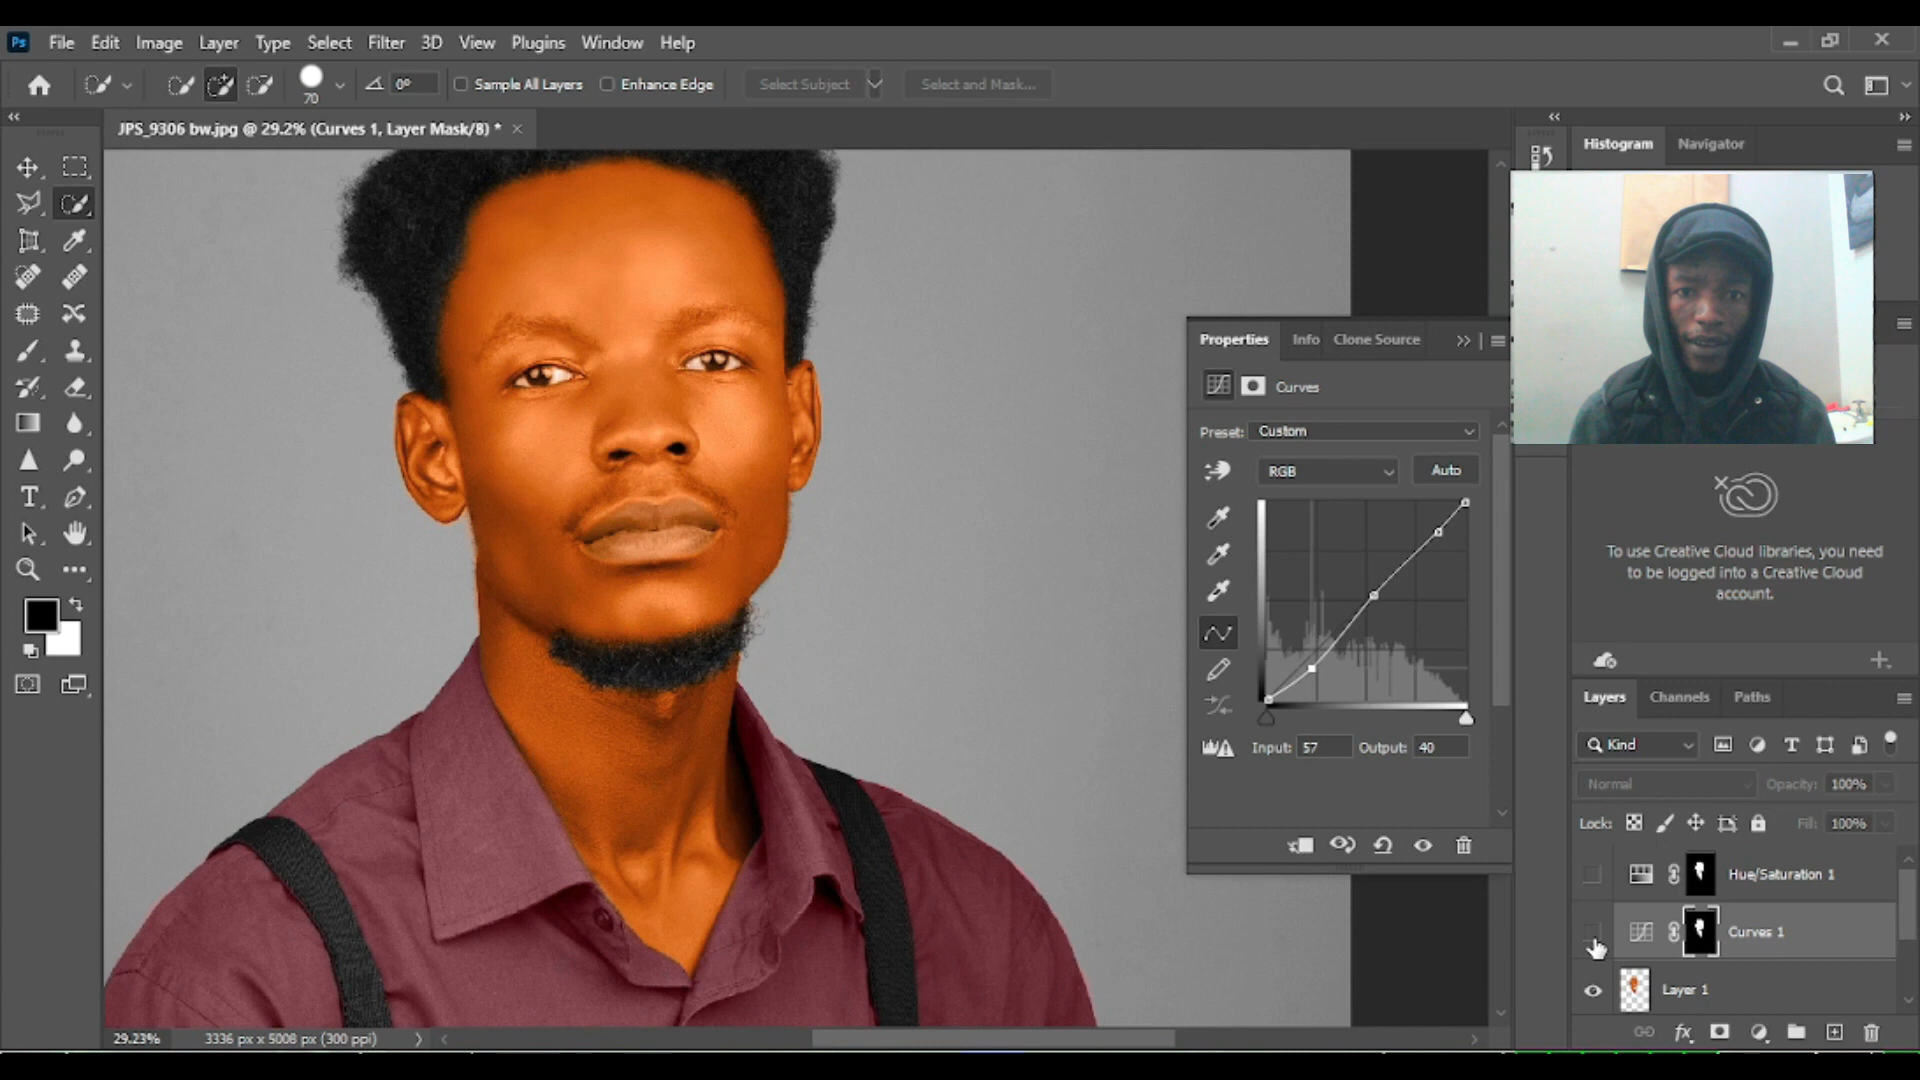 Ps File Edit Image Layer Type Select Filter 3D View Plugins Window Help
70 0° Sample All Layers Enhance Edge Select Subject Select and Mask...
JPS_9306 bw.jpg @ 29.2% (Curves 1, Layer Mask/8) * ×
Histogram Navigator
Properties Info Clone Source
Curves
Preset: Custom
RGB Auto
Input: 57 Output: 40
To use Creative Cloud libraries, you need
to be logged into a Creative Cloud
account.
Layers Channels Paths
Kind
Normal Opacity: 100%
Lock: Fill: 100%
Hue/Saturation 1
Curves 1
Layer 1
fx
29.23% 3336 px x 5008 px (300 ppi)